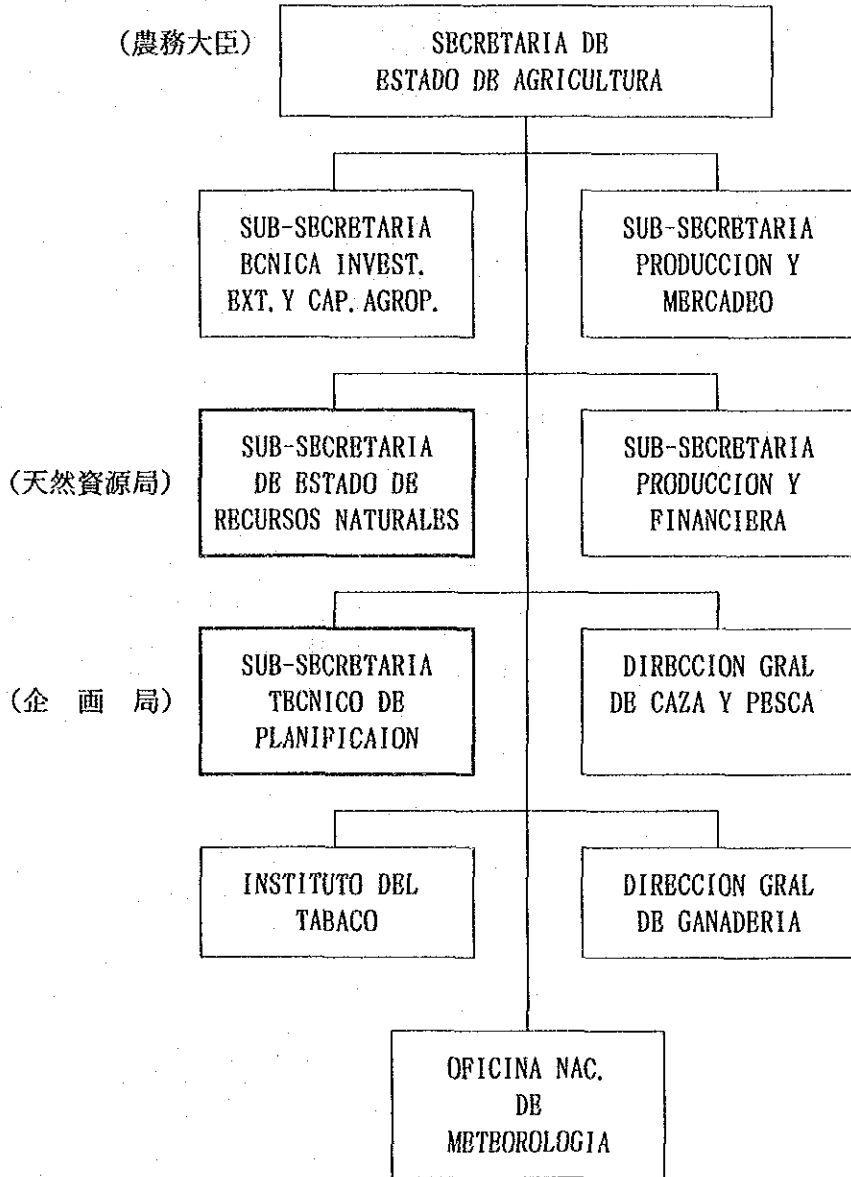 (農務大臣)
SECRETARIA DE
ESTADO DE AGRICULTURA
SUB-SECRETARIA
ECNICA INVEST.
EXT. Y CAP. AGROP.
SUB-SECRETARIA
PRODUCCION Y
MERCADEO
(天然資源局)
SUB-SECRETARIA
DE ESTADO DE
RECURSOS NATURALES
SUB-SECRETARIA
PRODUCCION Y
FINANCIERA
(企 画 局)
SUB-SECRETARIA
TECNICO DE
PLANIFICAION
DIRECCION GRAL
DE CAZA Y PESCA
INSTITUTO DEL
TABACO
DIRECCION GRAL
DE GANADERIA
OFICINA NAC.
DE
METEOROLOGIA